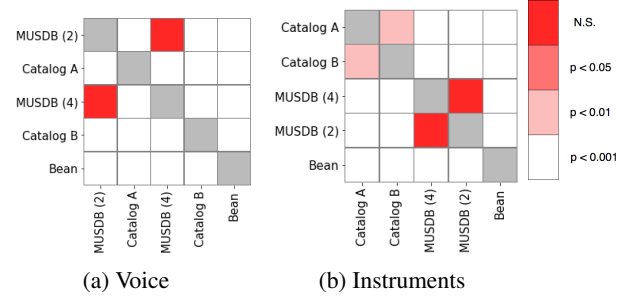 MUSDB (2)
Catalog A
MUSDB (4)
Catalog B
Bean
MUSDB (2)
Catalog A
MUSDB (4)
Catalog B
Bean
(a) Voice
Catalog A
Catalog B
MUSDB (4)
MUSDB (2)
Bean
Catalog A
Catalog B
MUSDB (4)
MUSDB (2)
Bean
(b) Instruments
N.S.
p < 0.05
p < 0.01
p < 0.001